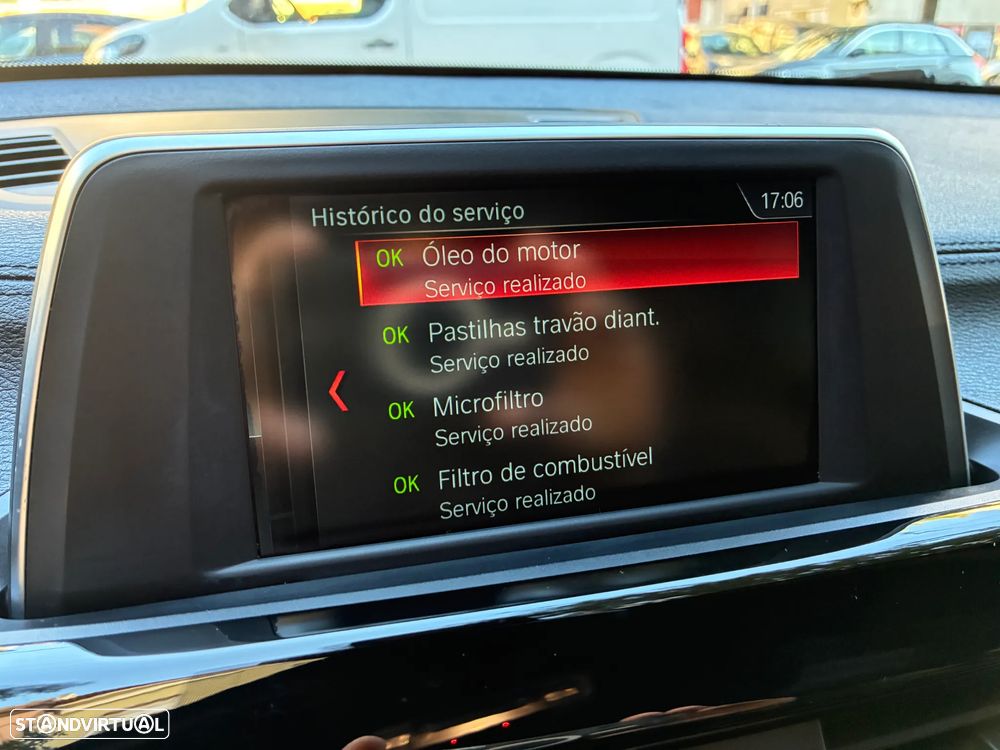 Histórico do serviço
17:06
OK Óleo do motor
Serviço realizado
OK Pastilhas travão diant.
Serviço realizado
OK Microfiltro
Serviço realizado
OK Filtro de combustível
Serviço realizado
STANDVIRTUAL